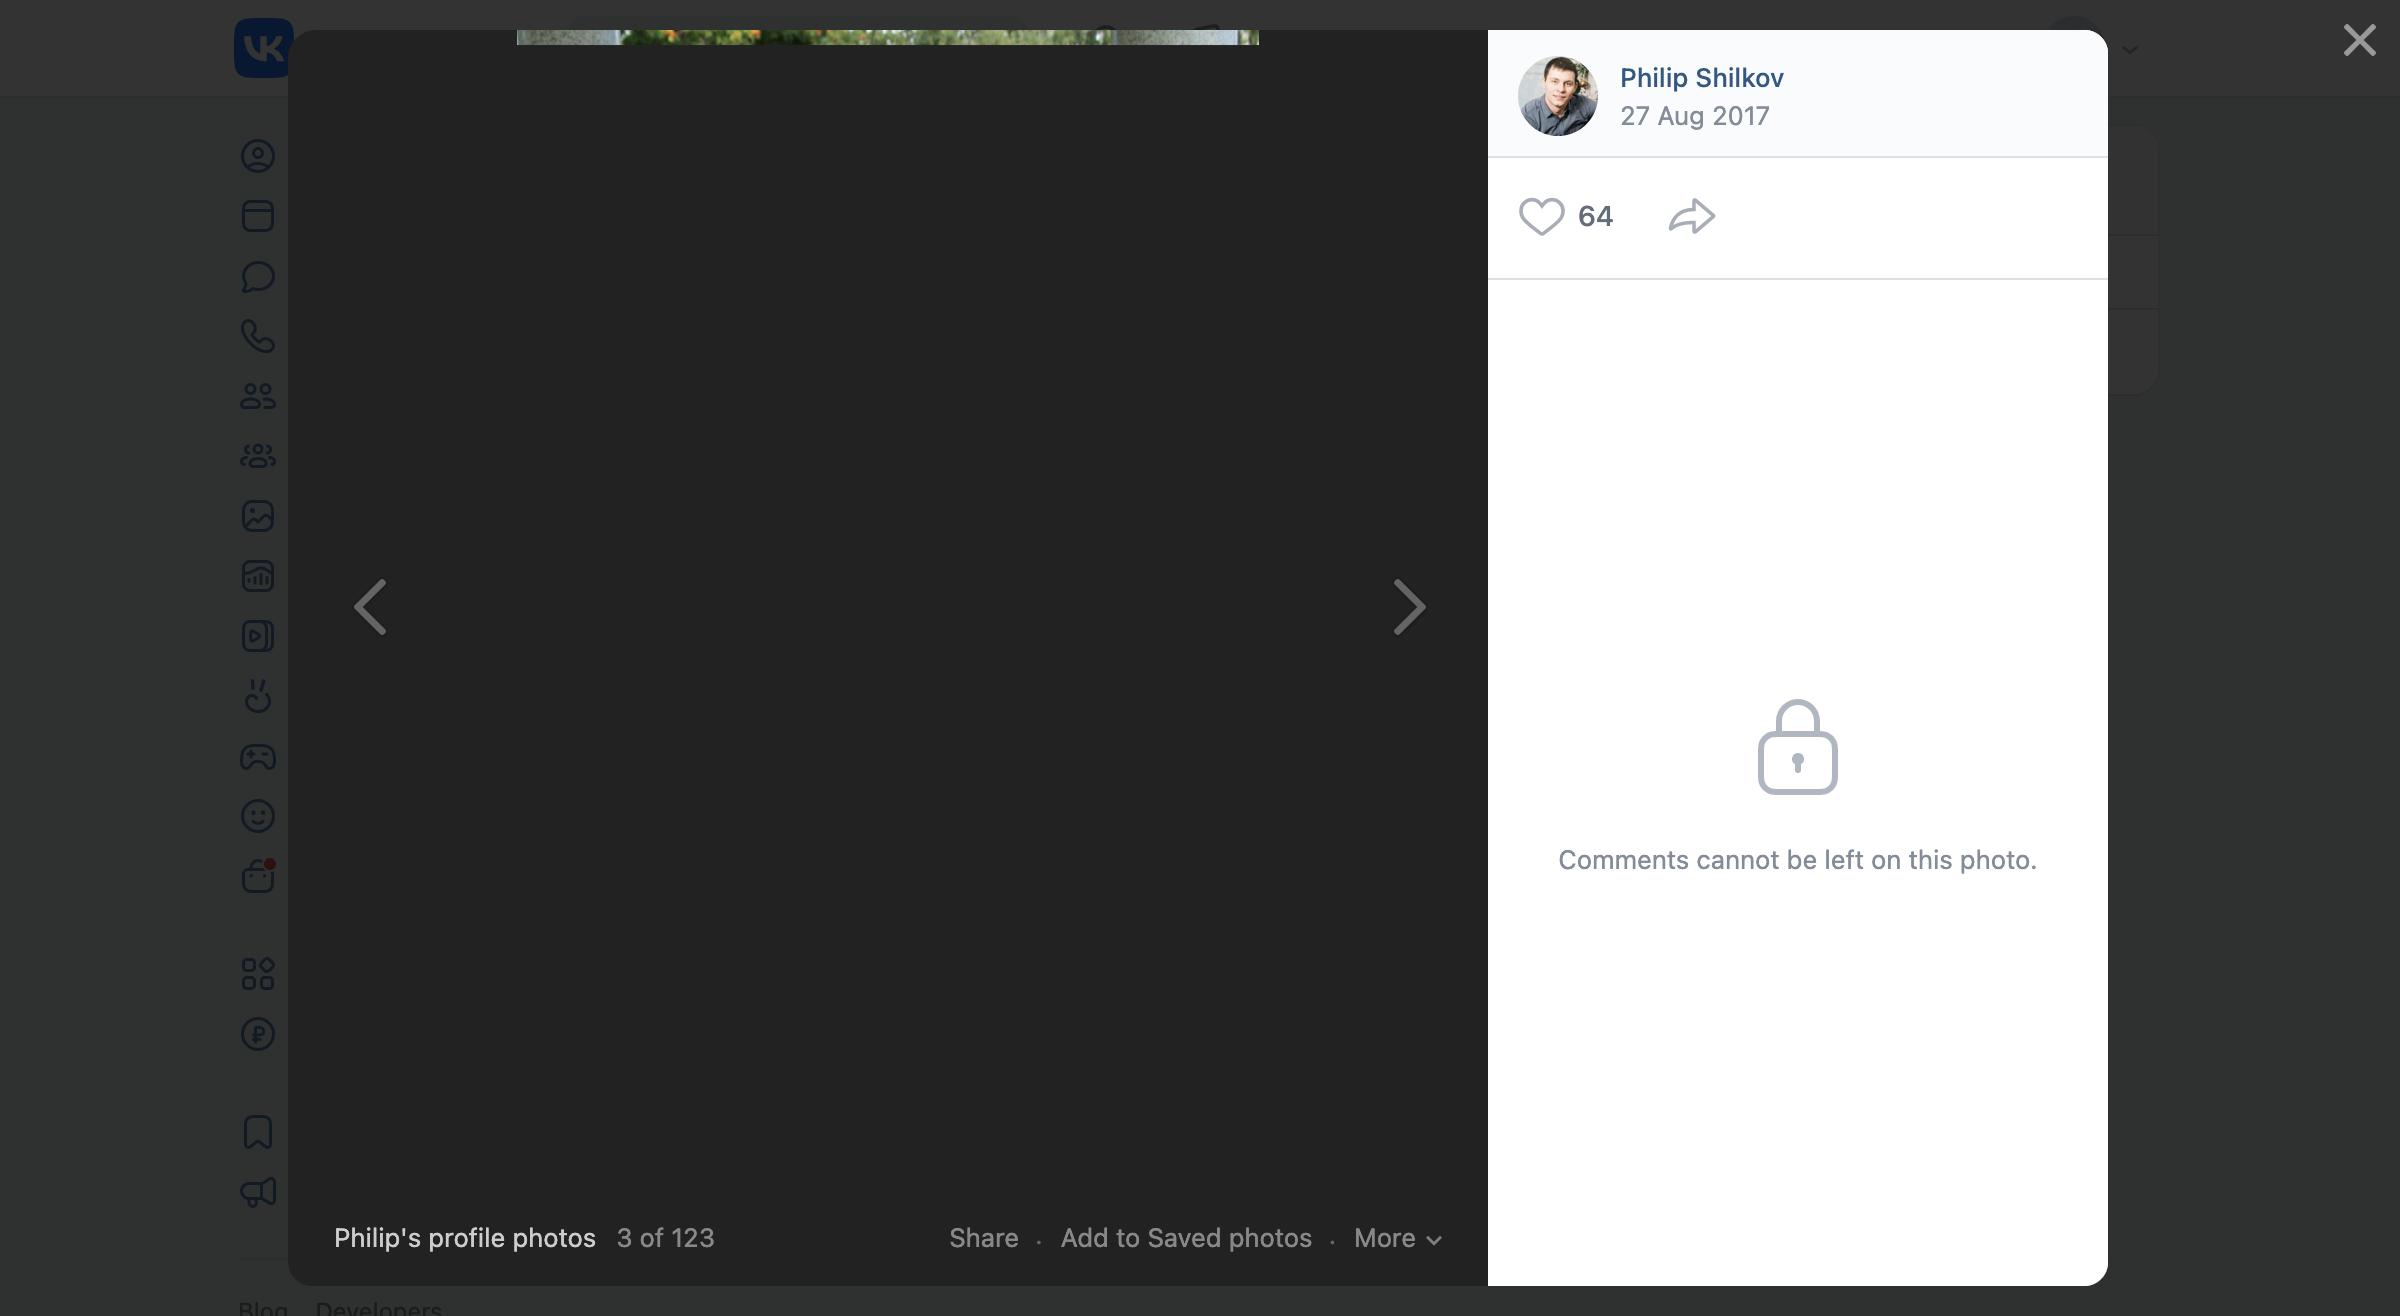 VK
Philip Shilkov
27 Aug 2017
64
Comments cannot be left on this photo.
Philip's profile photos 3 of 123
Share · Add to Saved photos · More
Blog Developers